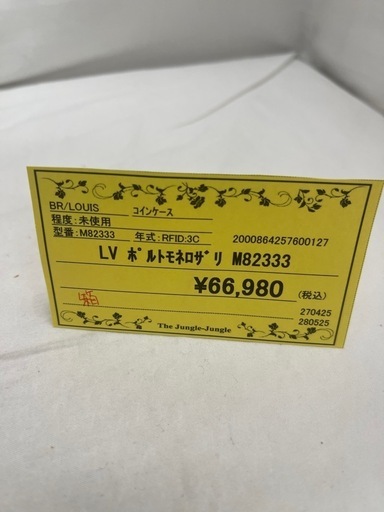 BR/LOUIS コインケース
程度:未使用
型番:M82333 年式:RFID:3C 2000864257600127
LV ﾎﾟﾙﾄﾓﾈﾛｻﾞﾘ M82333
¥66,980 (税込)
270425
280525
The Jungle-Jungle